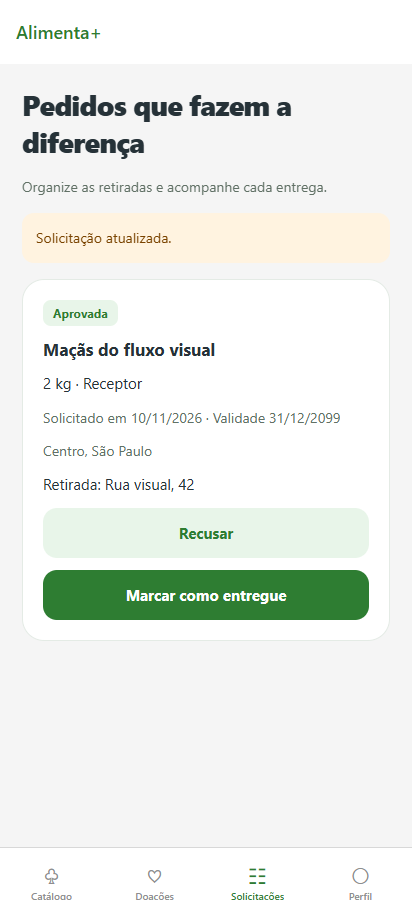 Alimenta+
Pedidos que fazem a
diferença
Organize as retiradas e acompanhe cada entrega.
Solicitação atualizada.
Aprovada
Maçãs do fluxo visual
2 kg · Receptor
Solicitado em 10/11/2026 · Validade 31/12/2099
Centro, São Paulo
Retirada: Rua visual, 42
Recusar
Marcar como entregue
Catálogo
Doações
Solicitações
Perfil